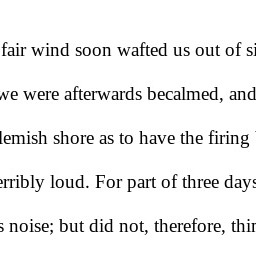 fair wind soon wafted us out of si
we were afterwards becalmed, and
lemish shore as to have the firing
erribly loud. For part of three days
s noise; but did not, therefore, thin